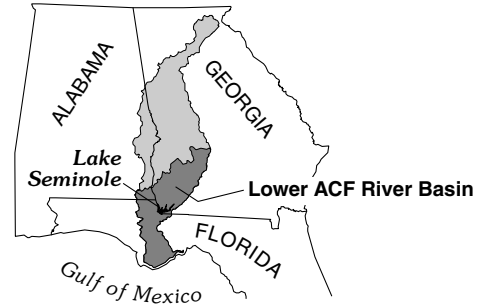 ALABAMA
GEORGIA
Lake
Seminole
Lower ACF River Basin
FLORIDA
Gulf of Mexico